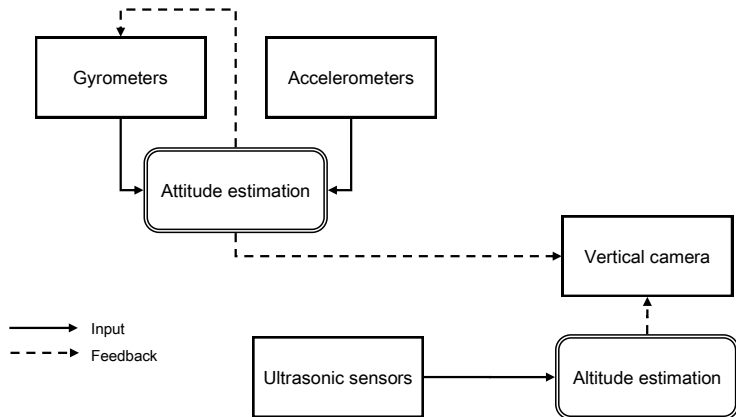 Gyrometers
Accelerometers
Attitude estimation
Vertical camera
Input
Feedback
Ultrasonic sensors
Altitude estimation